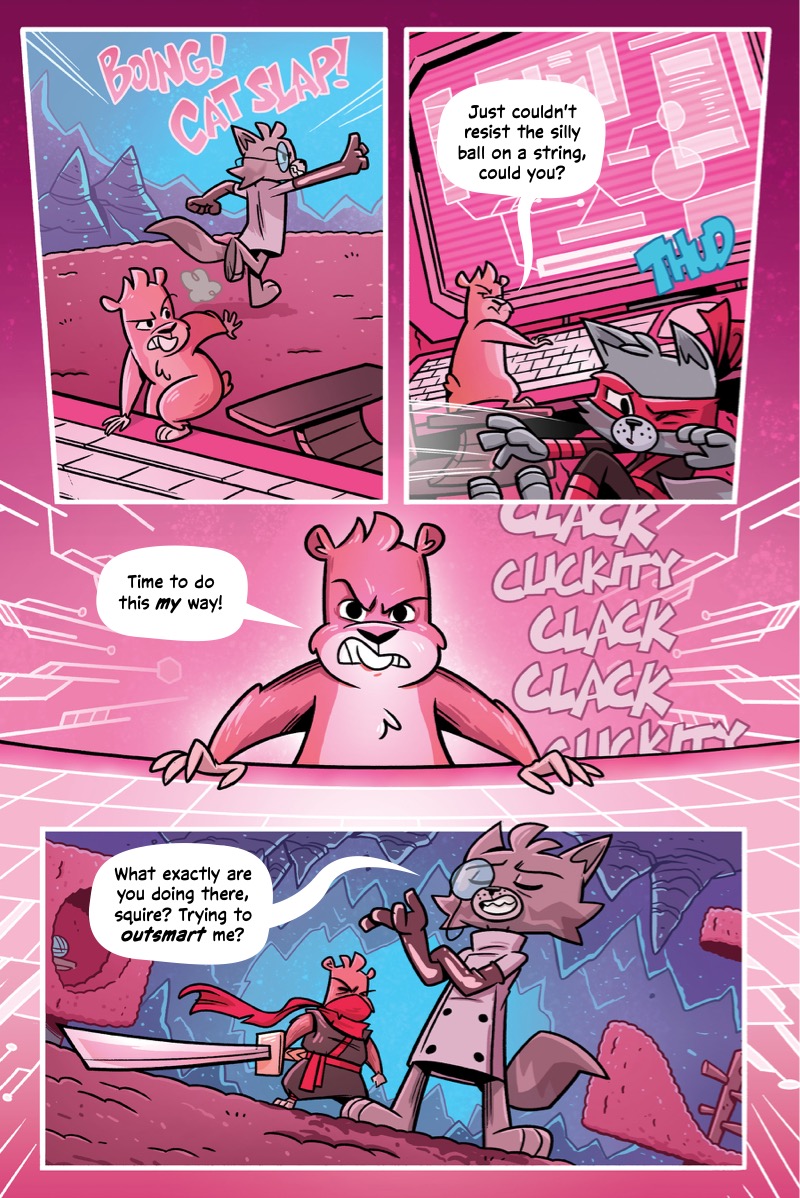 BOING!
CAT SLAP!
Just couldn't
resist the silly
ball on a string,
could you?
THUD
Time to do
this my way!
CLACK
CLICKITY
CLACK
CLACK
CLICKITY
What exactly are
you doing there,
squire? Trying to
outsmart me?